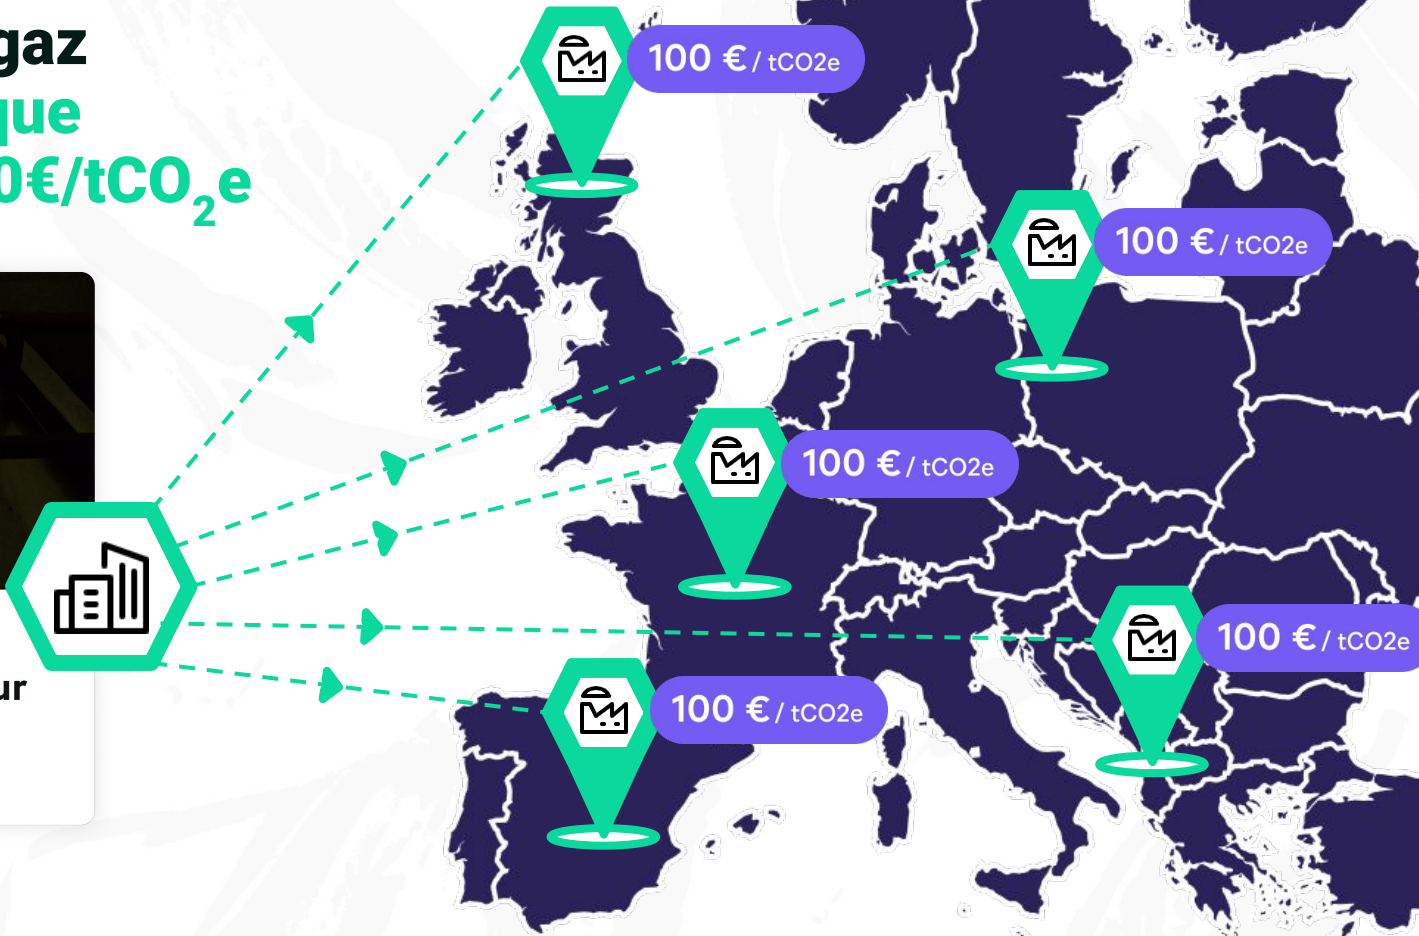 gaz
que
0€/tCO₂e
ur
100 € / tCO2e
100 € / tCO2e
100 € / tCO2e
100 € / tCO2e
100 € / tCO2e